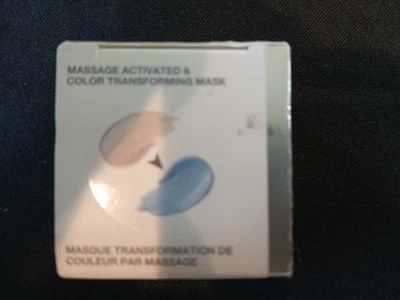 MASSAGE ACTIVATED &
COLOR TRANSFORMING MASK
MASQUE TRANSFORMATION DE
COULEUR PAR MASSAGE